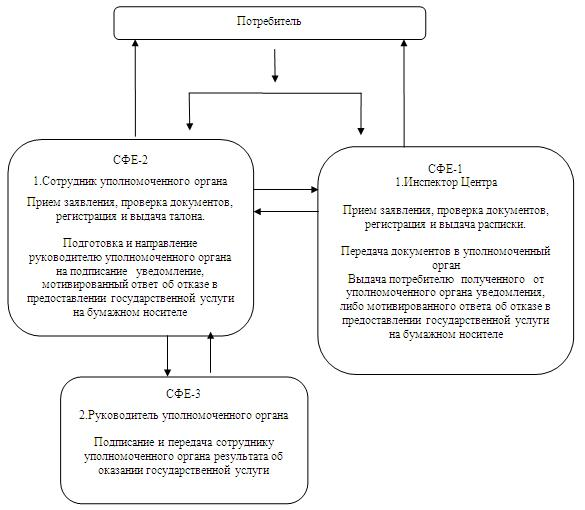 Потребитель
СФЕ-2
1.Сотрудник уполномоченного органа
Прием заявления, проверка документов,
регистрация и выдача талона.
Подготовка и направление
руководителю уполномоченного органа
на подписание уведомление,
мотивированный ответ об отказе в
предоставлении государственной услуги
на бумажном носителе
СФЕ-1
1.Инспектор Центра
Прием заявления, проверка документов,
регистрация и выдача расписки.
Передача документов в уполномоченный
орган
Выдача потребителю полученного от
уполномоченного органа уведомления,
либо мотивированного ответа об отказе в
предоставлении государственной услуги
на бумажном носителе
СФЕ-3
2.Руководитель уполномоченного органа
Подписание и передача сотруднику
уполномоченного органа результата об
оказании государственной услуги